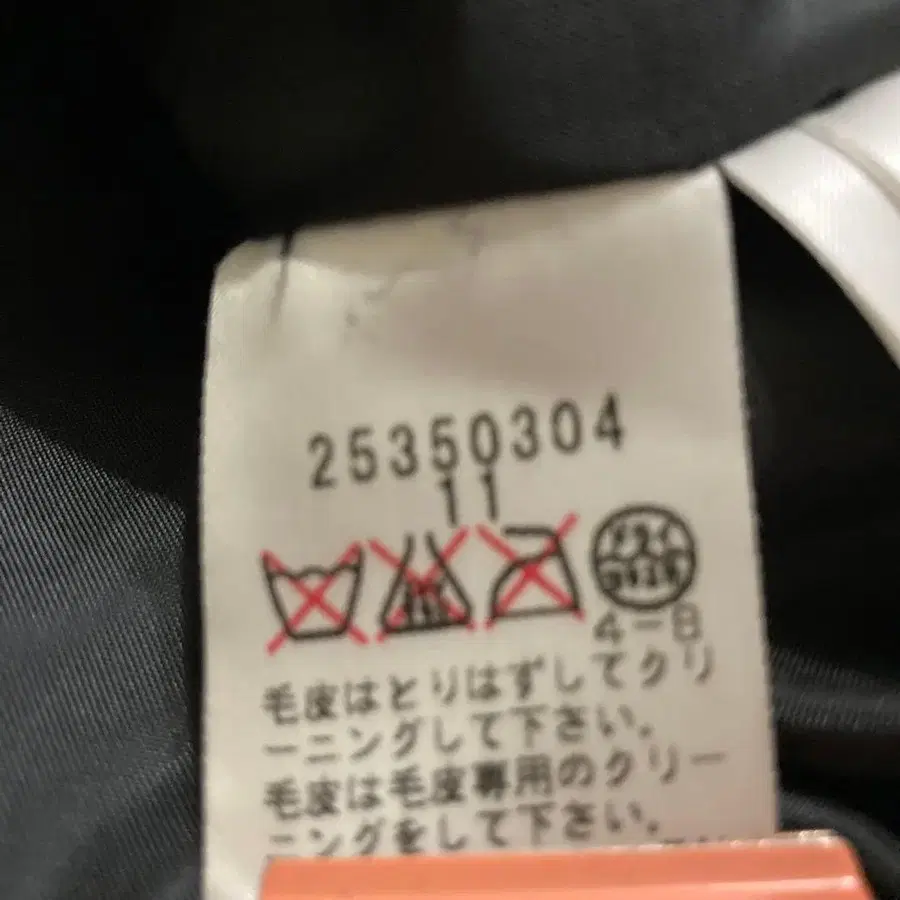 25350304
11
ドライ
4-B
毛皮はとりはずしてクリ
ーニングして下さい。
毛皮は毛皮専用のクリー
ニングをして下さい。